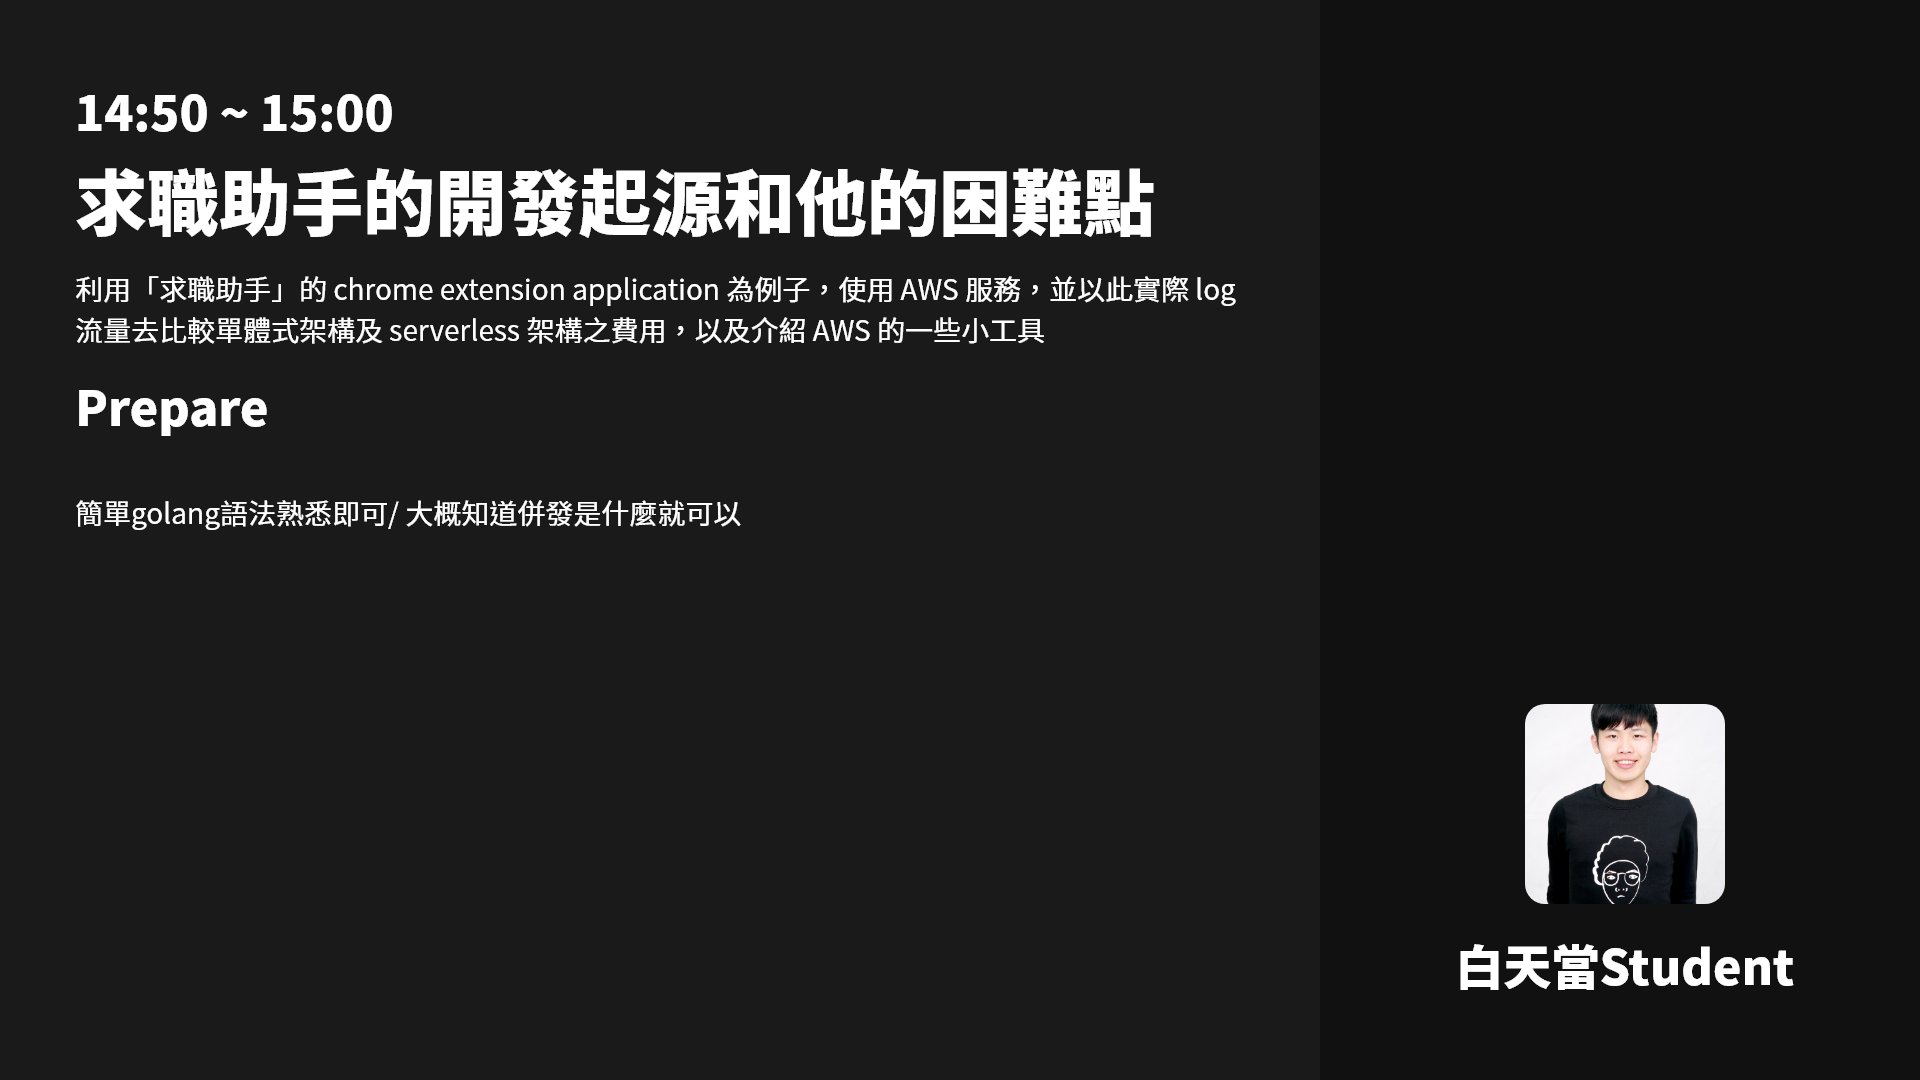 14:50 ~ 15:00
求職助手的開發起源和他的困難點
利用「求職助手」的 chrome extension application 為例子，使用 AWS 服務，並以此實際 log
流量去比較單體式架構及 serverless 架構之費用，以及介紹 AWS 的一些小工具
Prepare
簡單golang語法熟悉即可/ 大概知道併發是什麼就可以
白天當Student